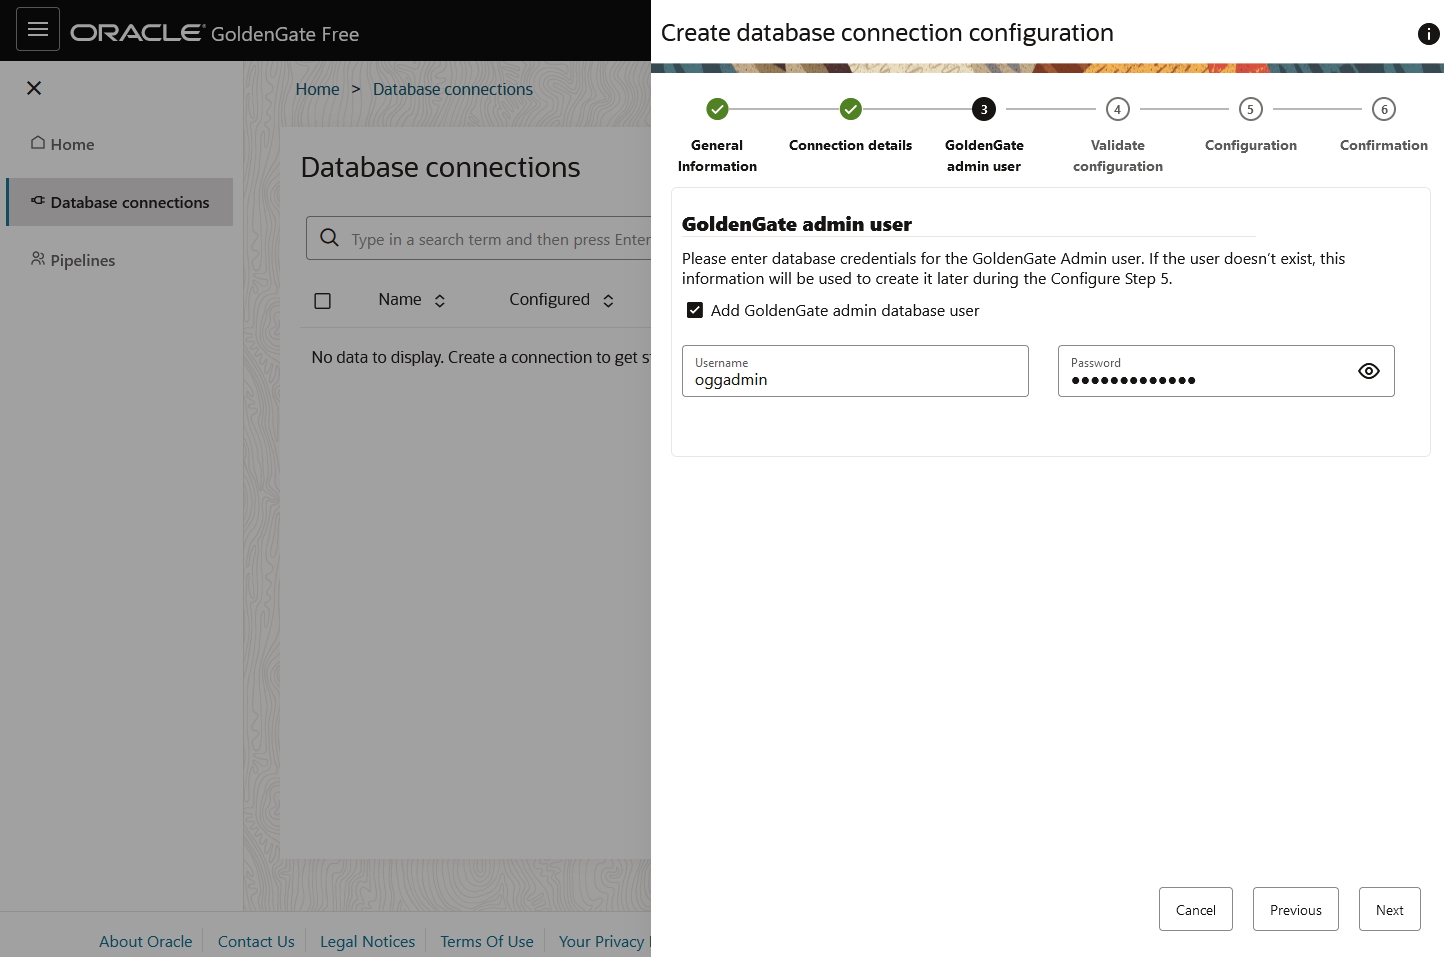 ORACLE GoldenGate Free
Home
Database connections
Pipelines
Home > Database connections
Database connections
Type in a search term and then press Enter
Name
Configured
No data to display. Create a connection to get
About Oracle
Contact Us
Legal Notices
Terms Of Use
Your Privacy
Create database connection configuration
General Information
Connection details
3
GoldenGate admin user
4
Validate configuration
5
Configuration
6
Confirmation
GoldenGate admin user
Please enter database credentials for the GoldenGate Admin user. If the user doesn't exist, this
information will be used to create it later during the Configure Step 5.
Add GoldenGate admin database user
Username
oggadmin
Password
•••••••••••••
Cancel
Previous
Next